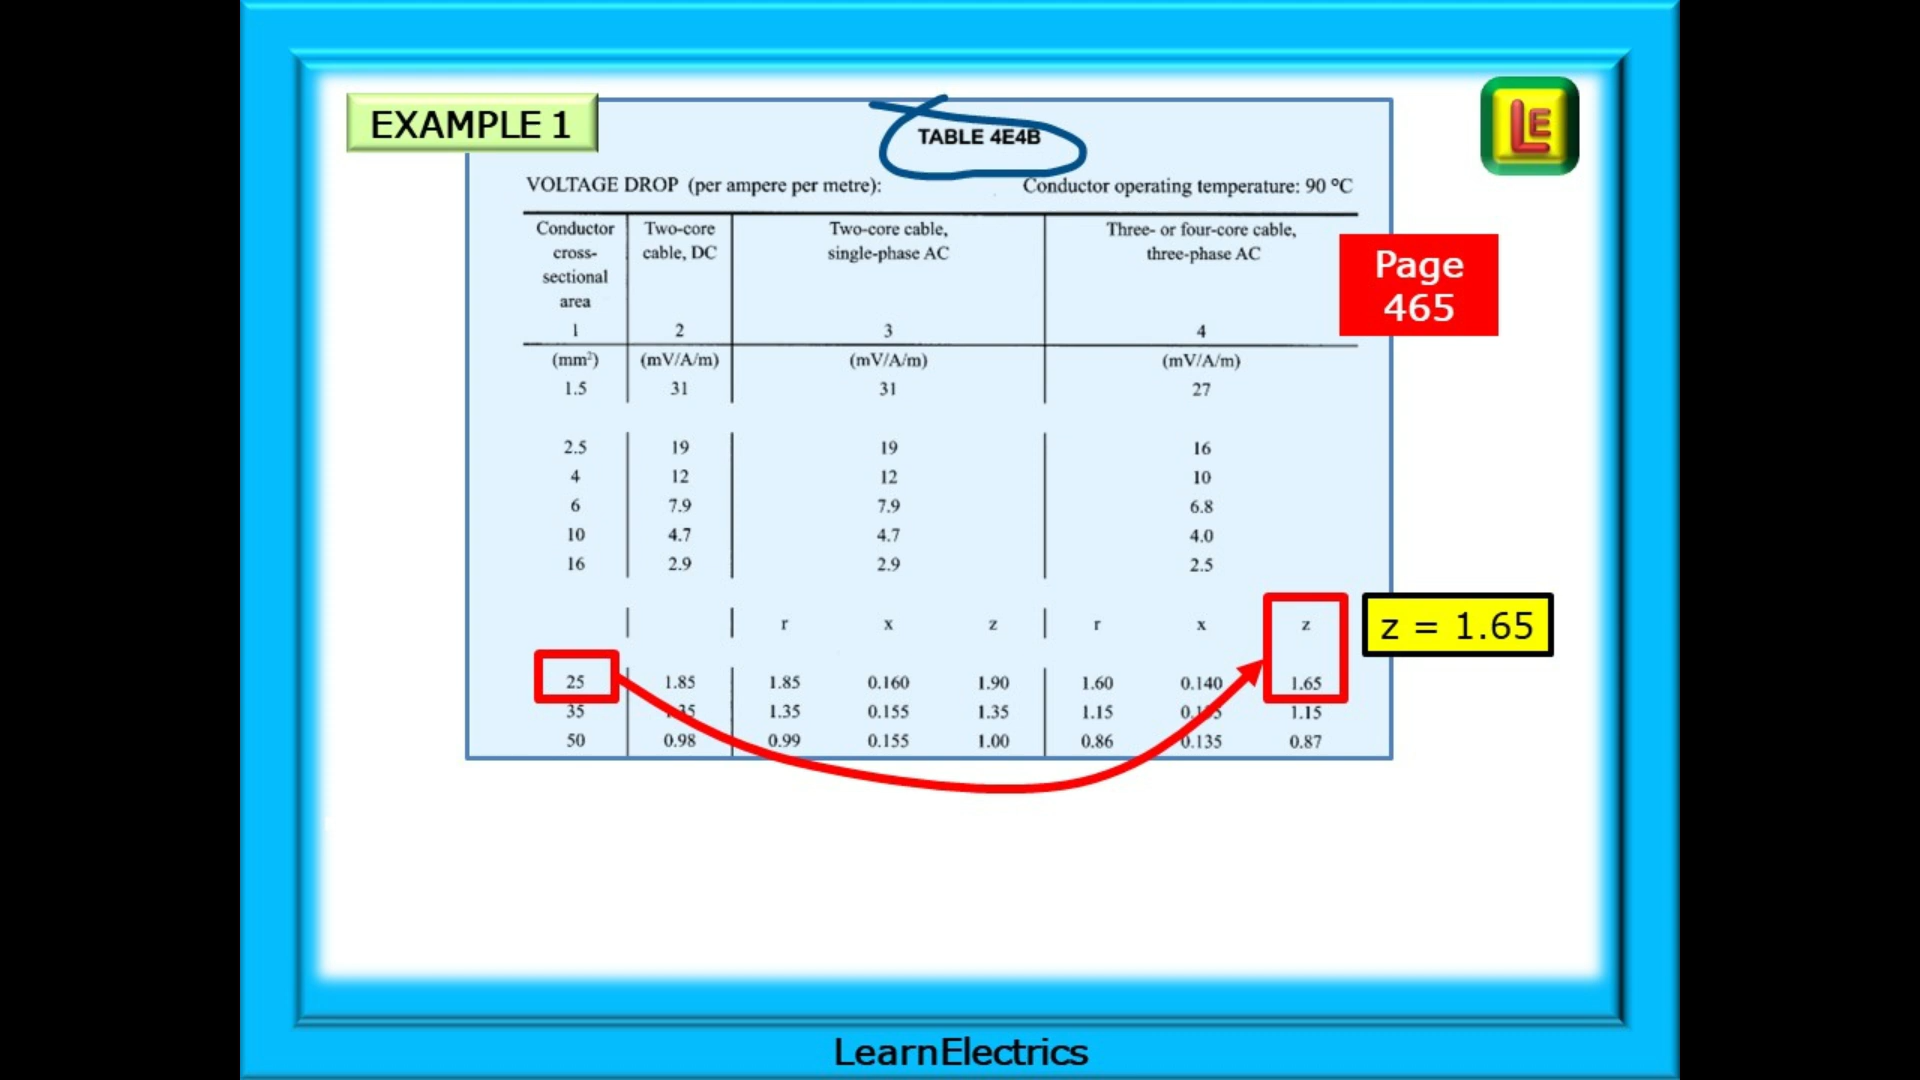 EXAMPLE 1
LE
TABLE 4E4B
VOLTAGE DROP (per ampere per metre): Conductor operating temperature: 90 °C
Conductor cross-sectional area
Two-core cable, DC
Two-core cable, single-phase AC
Three- or four-core cable, three-phase AC
Page
465
1 2 3 4
(mm²) (mV/A/m) (mV/A/m) (mV/A/m)
1.5 31 31 27
2.5 19 19 16
4 12 12 10
6 7.9 7.9 6.8
10 4.7 4.7 4.0
16 2.9 2.9 2.5
r x z r x z
z = 1.65
25 1.85 1.85 0.160 1.90 1.60 0.140 1.65
35 1.35 0.155 1.35 1.15 1.15
50 0.98 0.99 0.155 1.00 0.86 0.135 0.87
LearnElectrics